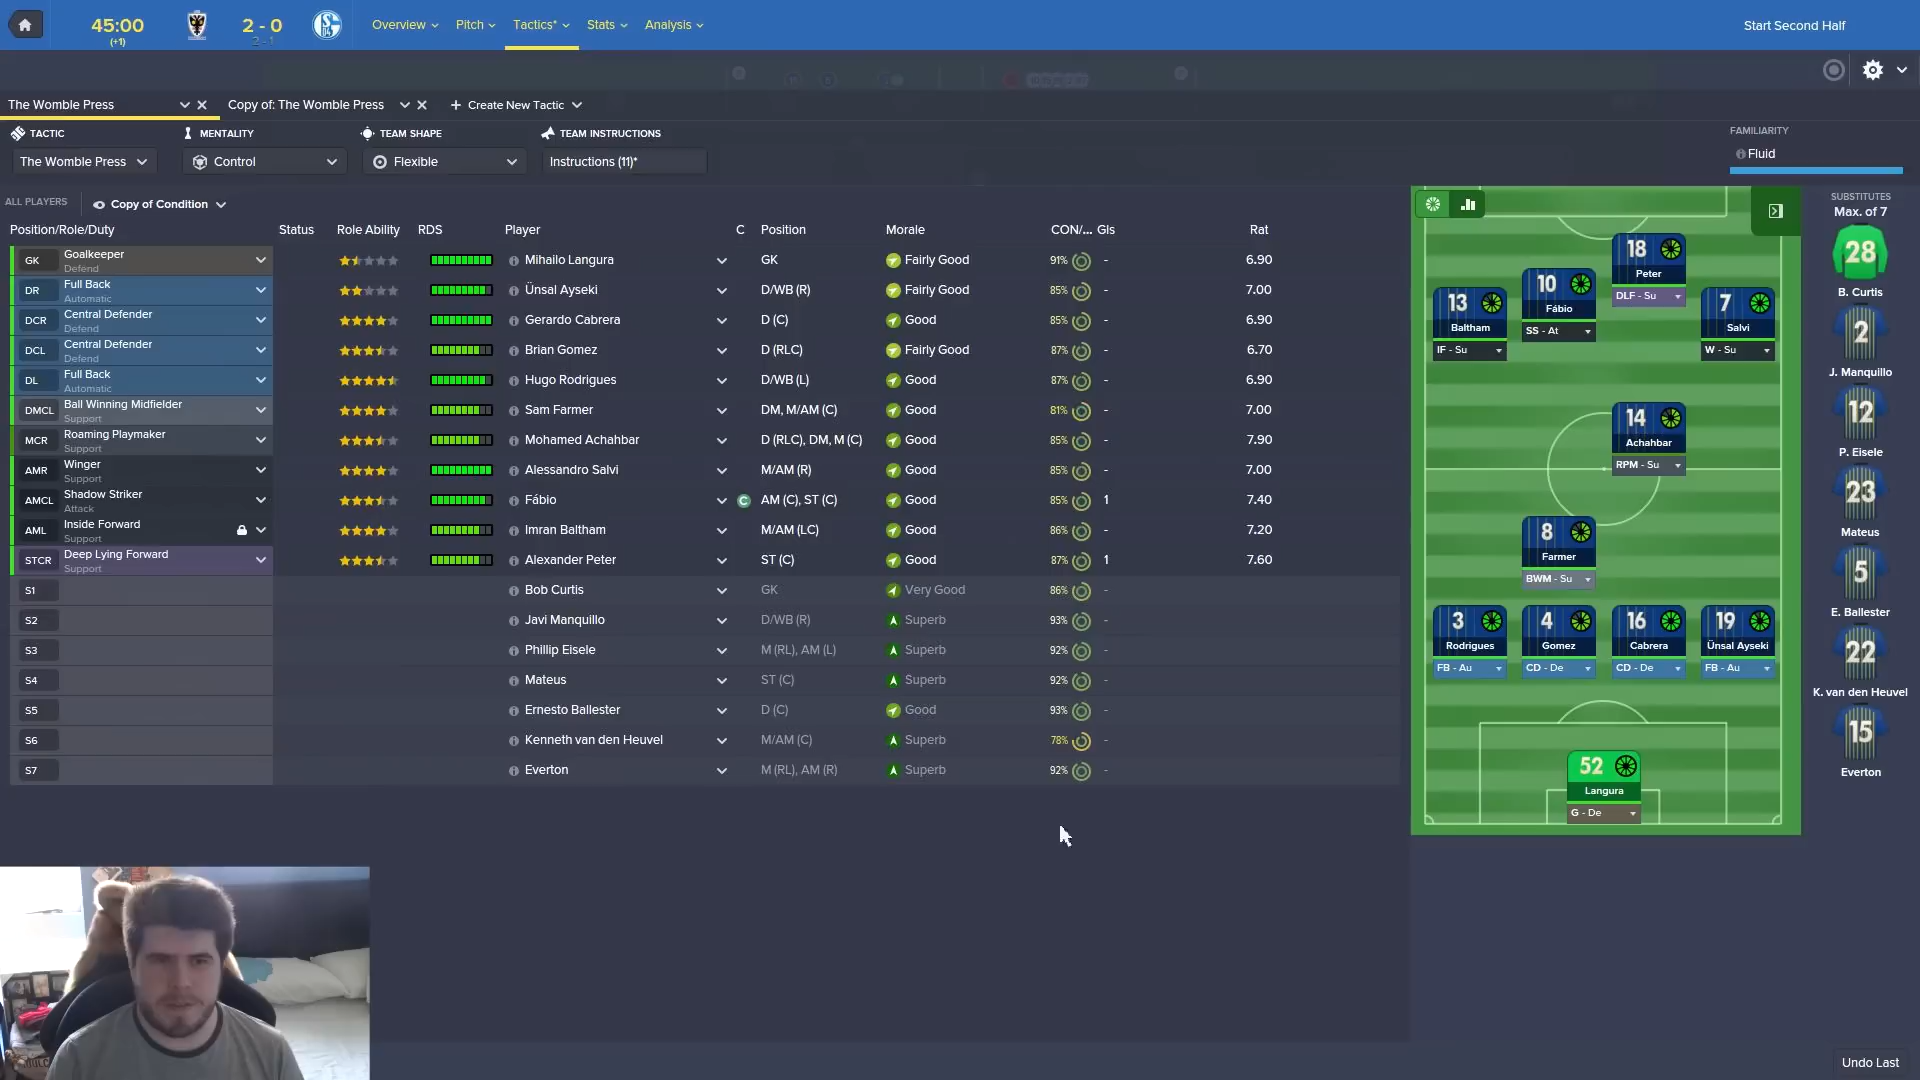 45:00
(+1)
2 - 0
2 - 1
Overview
Pitch
Tactics*
Stats
Analysis
Start Second Half
The Womble Press
Copy of: The Womble Press
Create New Tactic
TACTIC
MENTALITY
TEAM SHAPE
TEAM INSTRUCTIONS
FAMILIARITY
The Womble Press
Control
Flexible
Instructions (11)*
Fluid
ALL PLAYERS
Copy of Condition
Position/Role/Duty Status Role Ability RDS Player C Position Morale CON/... Gls Rat
GK Goalkeeper Defend Mihailo Langura GK Fairly Good 91% - 6.90
DR Full Back Automatic Ünsal Ayseki D/WB (R) Fairly Good 85% - 7.00
DCR Central Defender Defend Gerardo Cabrera D (C) Good 85% - 6.90
DCL Central Defender Defend Brian Gomez D (RLC) Fairly Good 87% - 6.70
DL Full Back Automatic Hugo Rodrigues D/WB (L) Good 87% - 6.90
DMCL Ball Winning Midfielder Support Sam Farmer DM, M/AM (C) Good 81% - 7.00
MCR Roaming Playmaker Support Mohamed Achahbar D (RLC), DM, M (C) Good 85% - 7.90
AMR Winger Support Alessandro Salvi M/AM (R) Good 85% - 7.00
AMCL Shadow Striker Attack Fábio C AM (C), ST (C) Good 85% 1 7.40
AML Inside Forward Support Imran Baltham M/AM (LC) Good 86% - 7.20
STCR Deep Lying Forward Support Alexander Peter ST (C) Good 87% 1 7.60
S1 Bob Curtis GK Very Good 86% -
S2 Javi Manquillo D/WB (R) Superb 93% -
S3 Phillip Eisele M (RL), AM (L) Superb 92% -
S4 Mateus ST (C) Superb 92% -
S5 Ernesto Ballester D (C) Good 93% -
S6 Kenneth van den Heuvel M/AM (C) Superb 78% -
S7 Everton M (RL), AM (R) Superb 92% -
18
Peter
DLF - Su
10
Fábio
SS - At
13
Baltham
IF - Su
7
Salvi
W - Su
14
Achahbar
RPM - Su
8
Farmer
BWM - Su
3
Rodrigues
FB - Au
4
Gomez
CD - De
16
Cabrera
CD - De
19
Ünsal Ayseki
FB - Au
52
Langura
G - De
SUBSTITUTES
Max. of 7
28
B. Curtis
2
J. Manquillo
12
P. Eisele
23
Mateus
5
E. Ballester
22
K. van den Heuvel
15
Everton
Undo Last